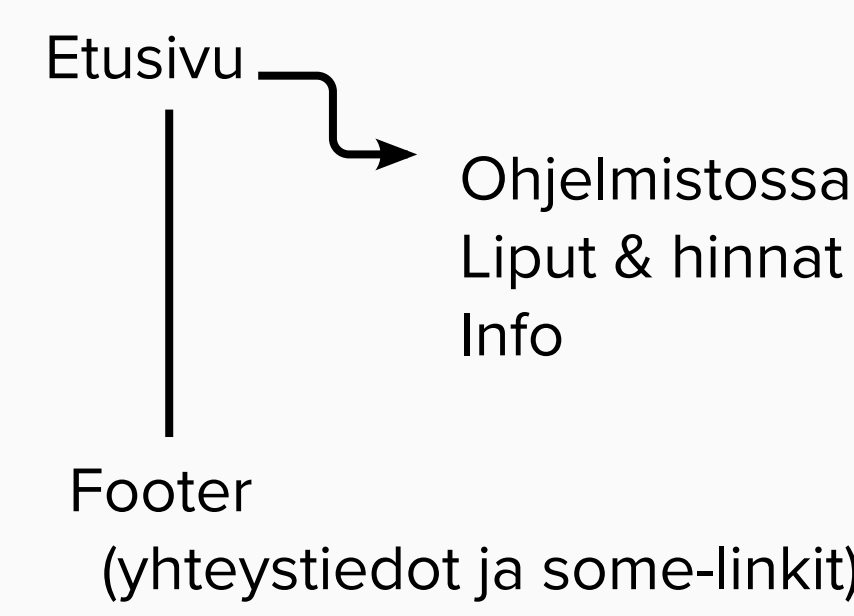 Etusivu
Ohjelmistossa
Liput & hinnat
Info
Footer
(yhteystiedot ja some-linkit)